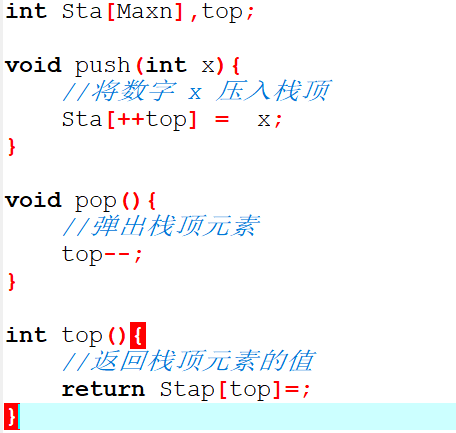 int Sta[Maxn],top;
void push(int x){
//将数字 x 压入栈顶
Sta[++top] =  x;
}
void pop(){
//弹出栈顶元素
top--;
}
int top(){
//返回栈顶元素的值
return Stap[top]=;
}